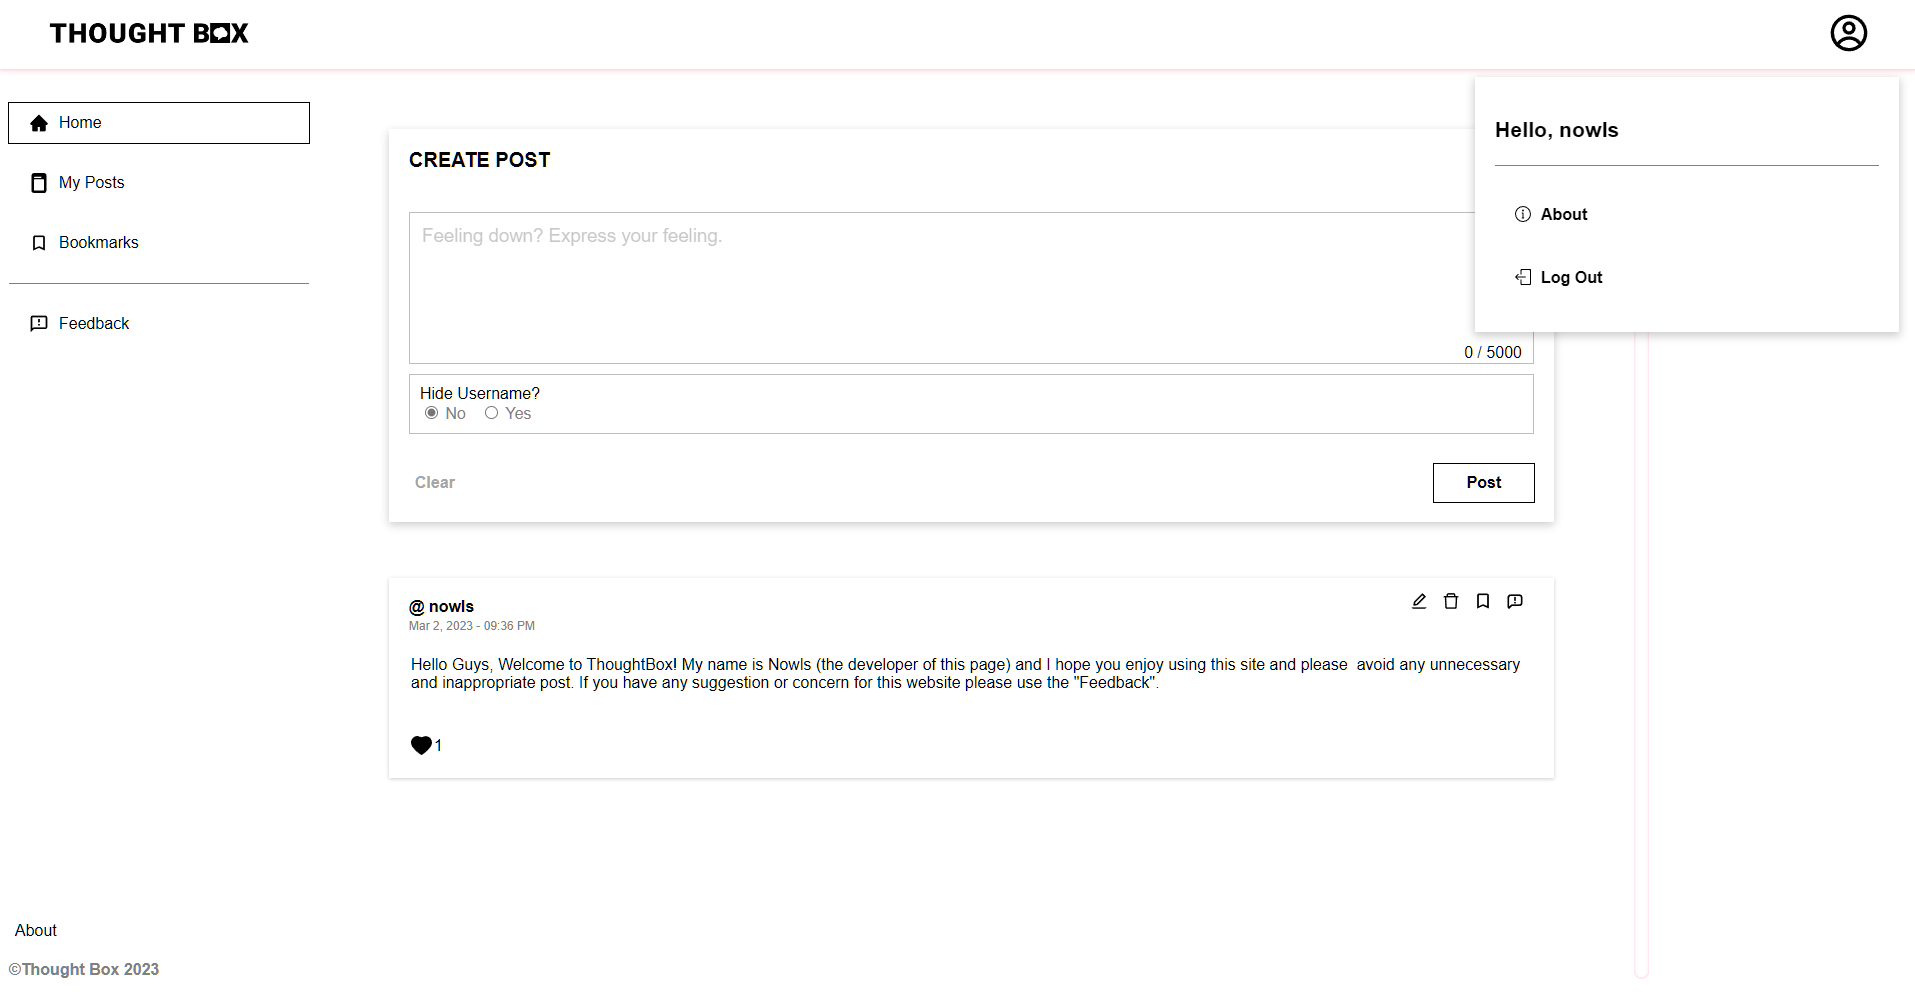 THOUGHT BOX
Home
My Posts
Bookmarks
Feedback
CREATE POST
Feeling down? Express your feeling.
0 / 5000
Hide Username?
No Yes
Clear
Post
Hello, nowls
About
Log Out
@ nowls
Mar 2, 2023 - 09:36 PM
Hello Guys, Welcome to ThoughtBox! My name is Nowls (the developer of this page) and I hope you enjoy using this site and please  avoid any unnecessary
and inappropriate post. If you have any suggestion or concern for this website please use the "Feedback".
1
About
©Thought Box 2023